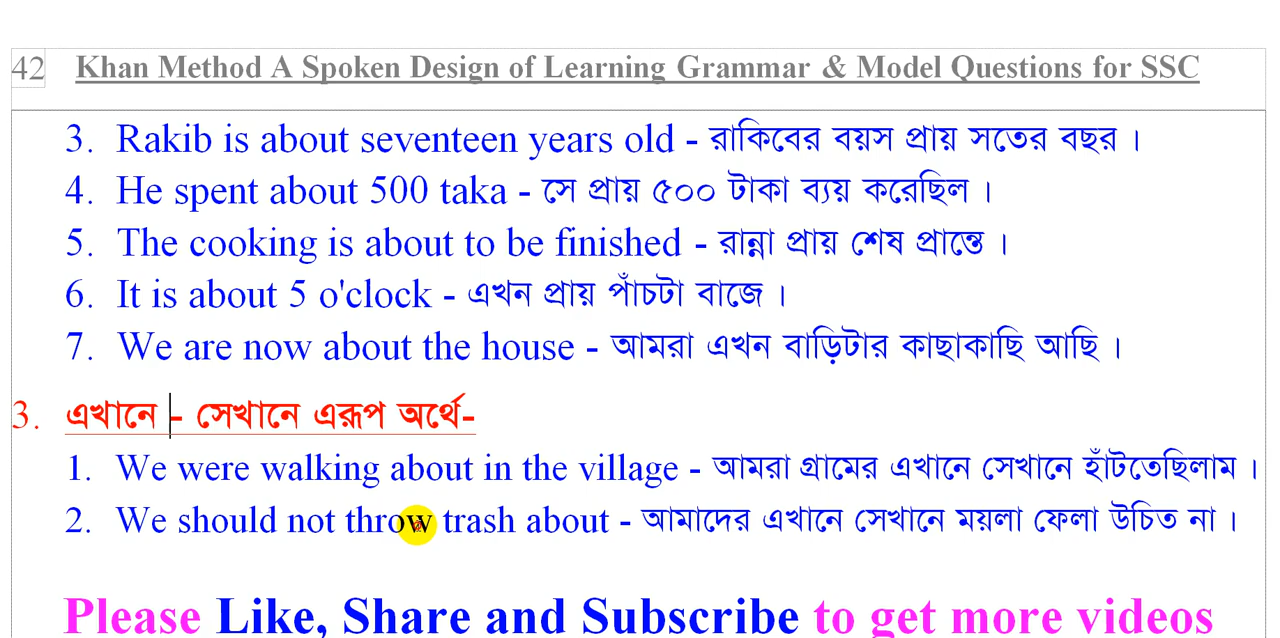 42 Khan Method A Spoken Design of Learning Grammar & Model Questions for SSC
3. Rakib is about seventeen years old - রাকিবের বয়স প্রায় সতের বছর ।
4. He spent about 500 taka - সে প্রায় ৫০০ টাকা ব্যয় করেছিল ।
5. The cooking is about to be finished - রান্না প্রায় শেষ প্রান্তে ।
6. It is about 5 o'clock - এখন প্রায় পাঁচটা বাজে ।
7. We are now about the house - আমরা এখন বাড়িটার কাছাকাছি আছি ।
3. এখানে - সেখানে এরূপ অর্থে-
1. We were walking about in the village - আমরা গ্রামের এখানে সেখানে হাঁটতেছিলাম ।
2. We should not throw trash about - আমাদের এখানে সেখানে ময়লা ফেলা উচিত না ।
Please Like, Share and Subscribe to get more videos